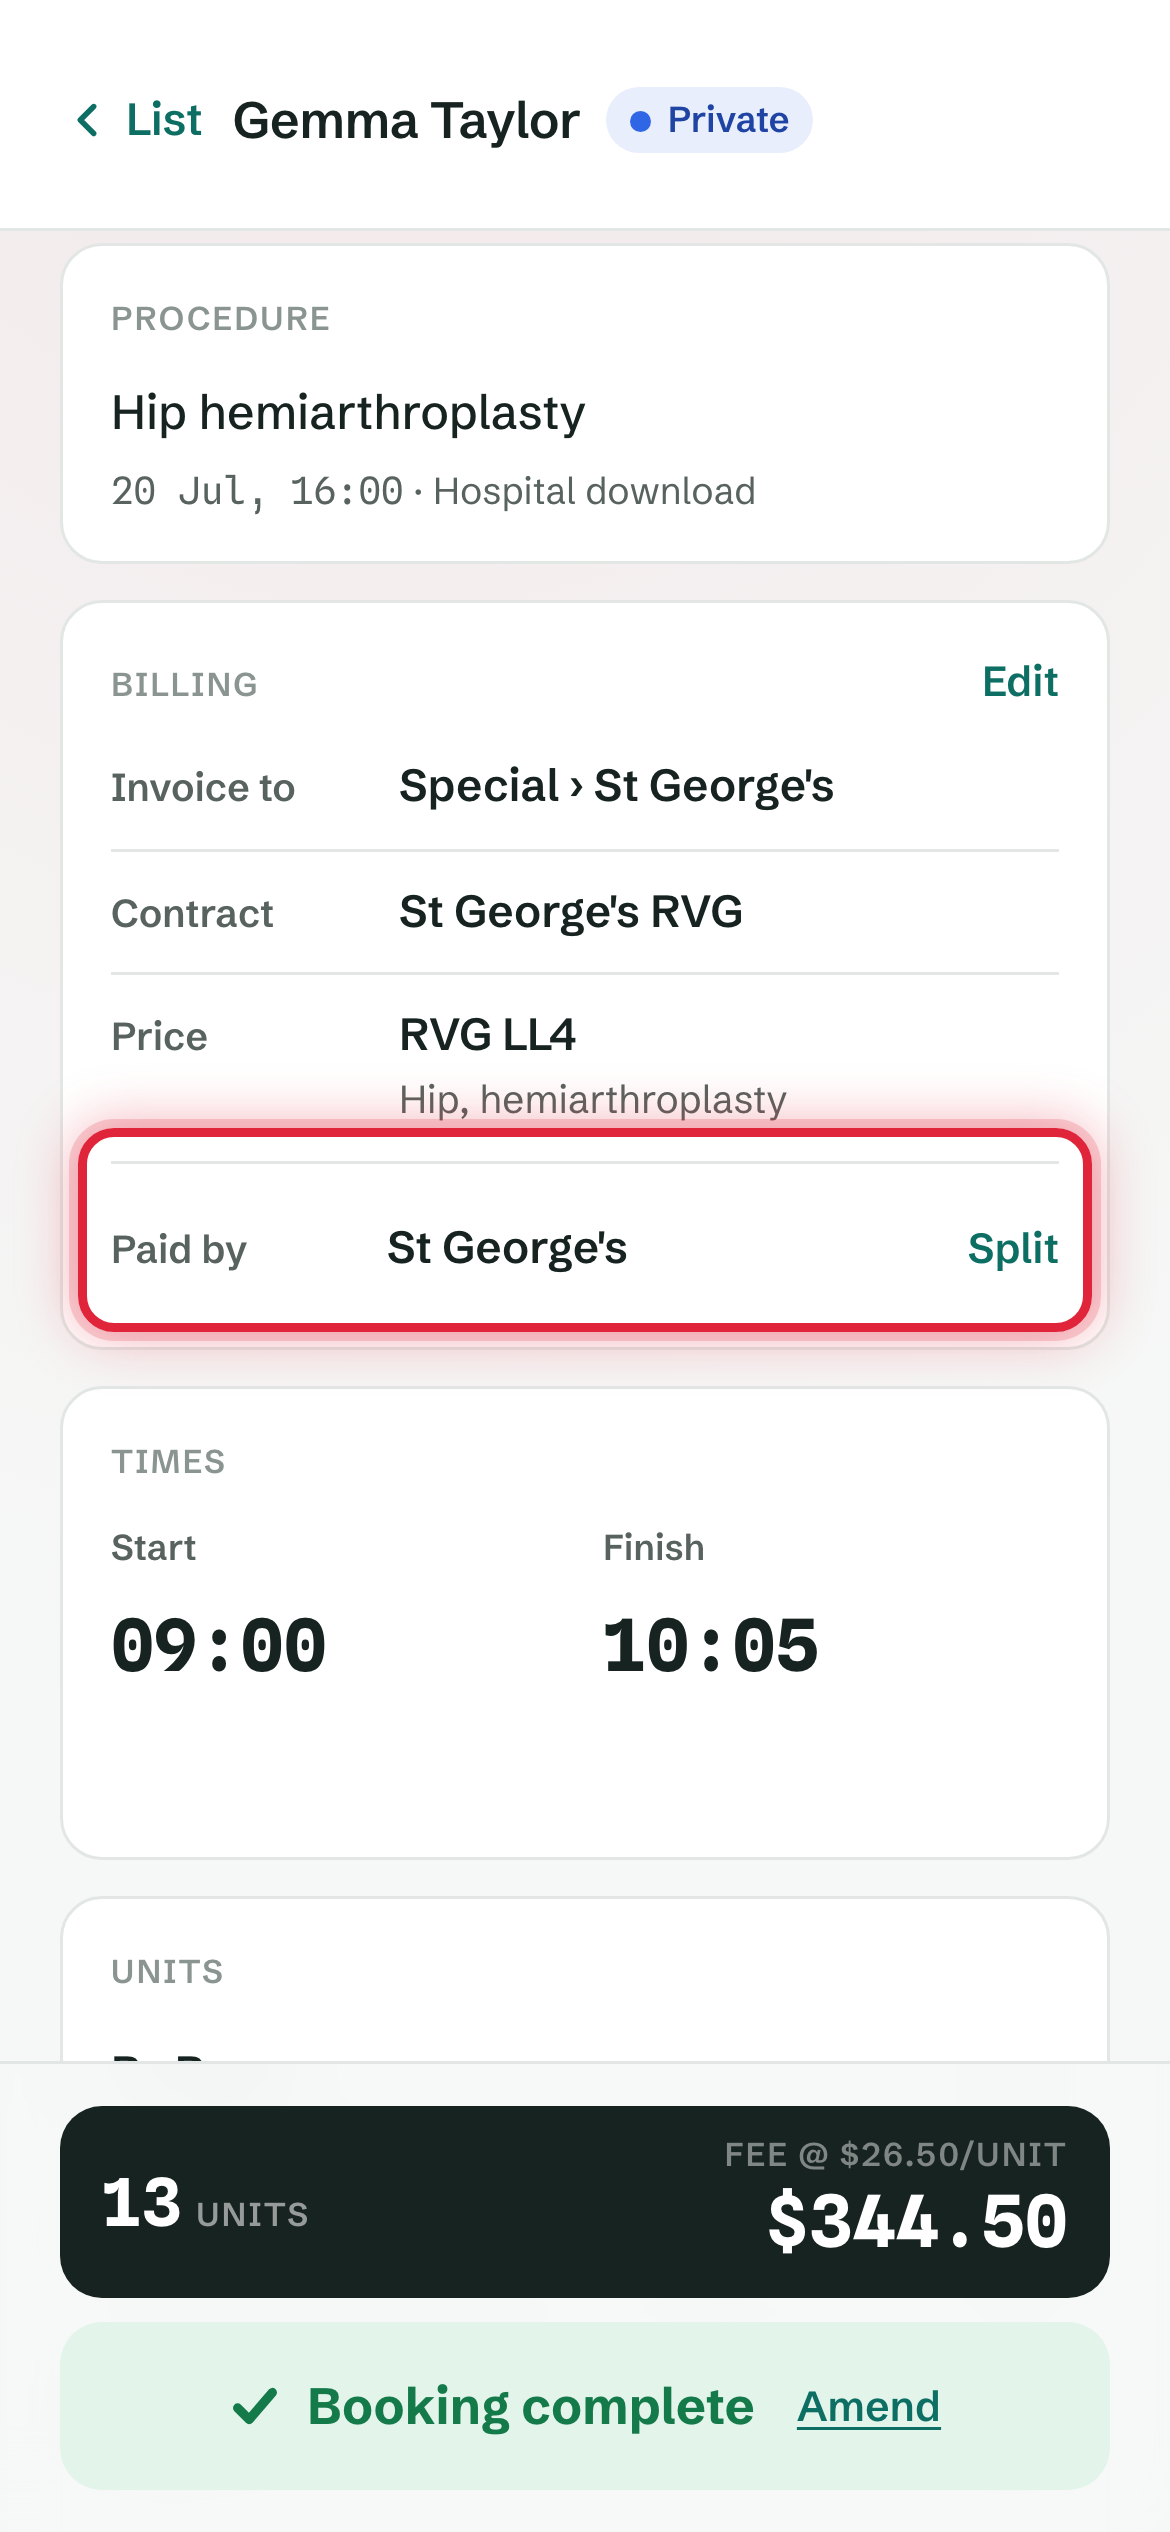 List Gemma Taylor Private
PROCEDURE
Hip hemiarthroplasty
20 Jul, 16:00 · Hospital download
BILLING Edit
Invoice to Special › St George's
Contract St George's RVG
Price RVG LL4
Hip, hemiarthroplasty
Paid by St George's Split
TIMES
Start Finish
09:00 10:05
UNITS
FEE @ $26.50/UNIT
13 UNITS $344.50
Booking complete Amend